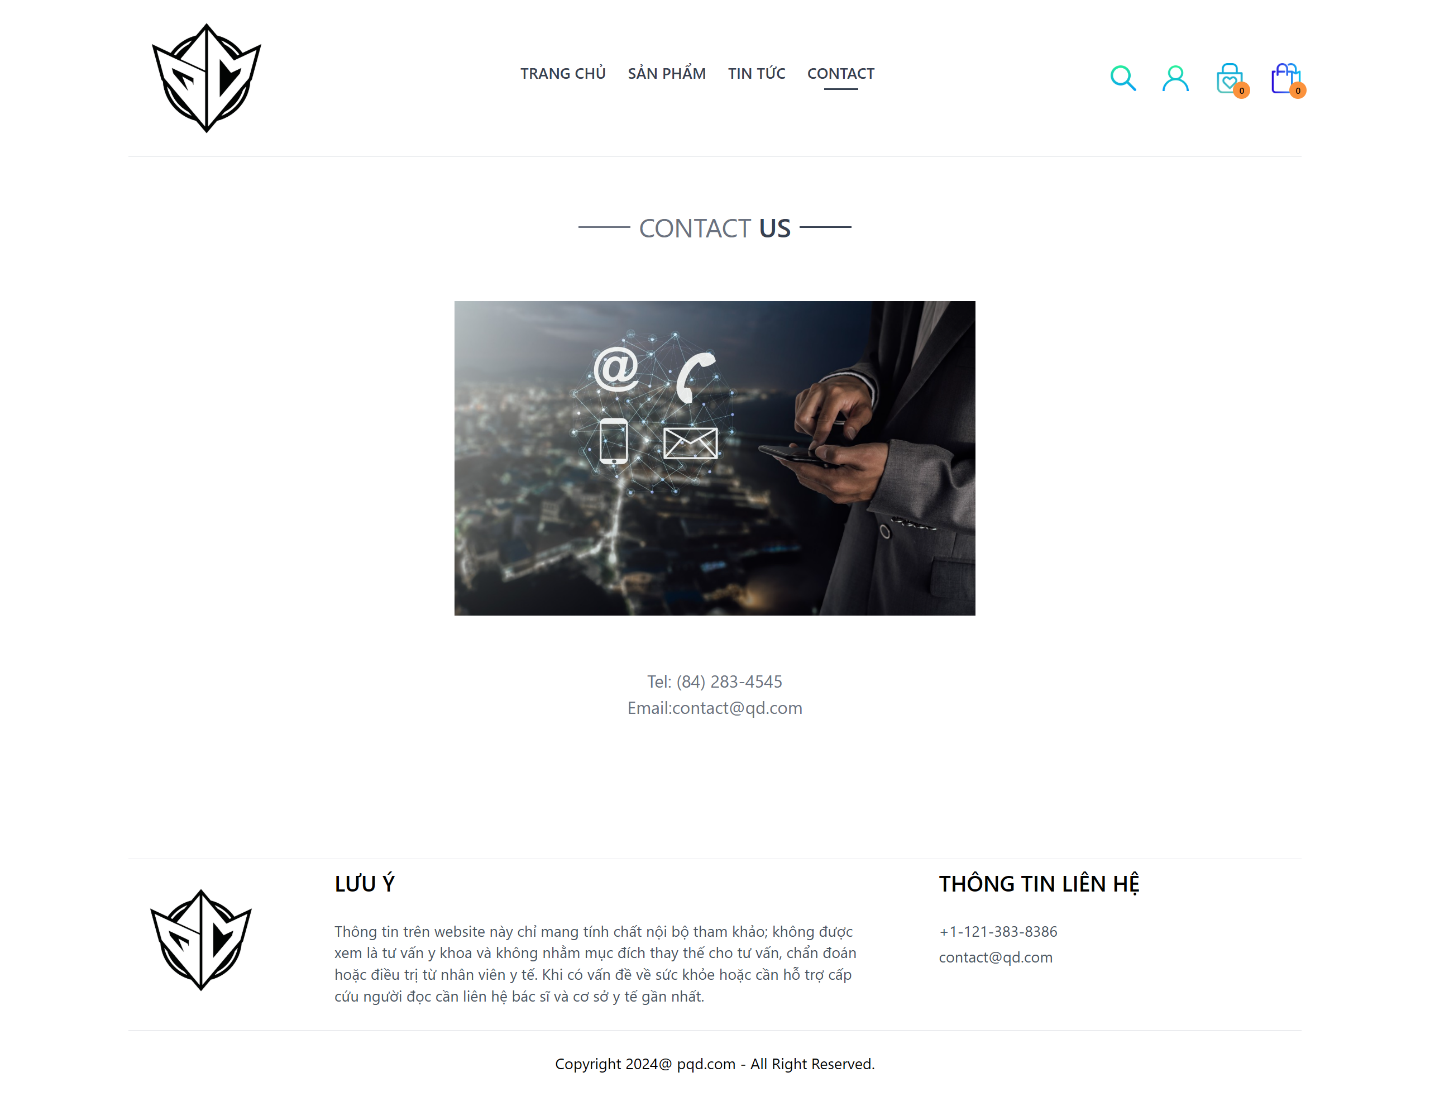 TRANG CHỦ SẢN PHẨM TIN TỨC CONTACT
0 0
CONTACT US
@
Tel: (84) 283-4545
Email:contact@qd.com
LƯU Ý
Thông tin trên website này chỉ mang tính chất nội bộ tham khảo; không được
xem là tư vấn y khoa và không nhằm mục đích thay thế cho tư vấn, chẩn đoán
hoặc điều trị từ nhân viên y tế. Khi có vấn đề về sức khỏe hoặc cần hỗ trợ cấp
cứu người đọc cần liên hệ bác sĩ và cơ sở y tế gần nhất.
THÔNG TIN LIÊN HỆ
+1-121-383-8386
contact@qd.com
Copyright 2024@ pqd.com - All Right Reserved.